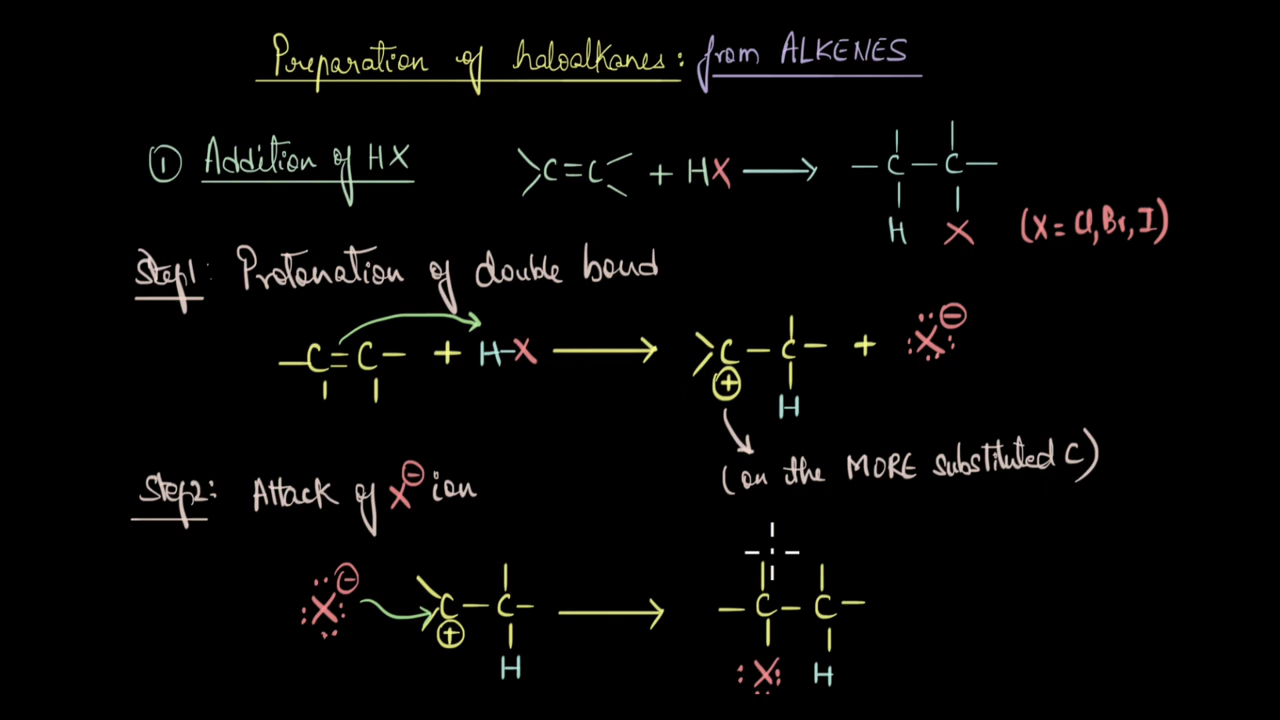 Preparation of haloalkanes: from ALKENES
① Addition of HX >C=C< + HX ⟶ —C—C—
H X (X = Cl, Br, I)
Step1: Protonation of double bond
—C=C— + H-X ⟶ >C—C— + :X:⊖
⊕ H
(on the MORE substituted C)
Step2: Attack of X⊖ ion
:X:⊖ C—C— ⟶ —C—C—
⊕ H :X: H